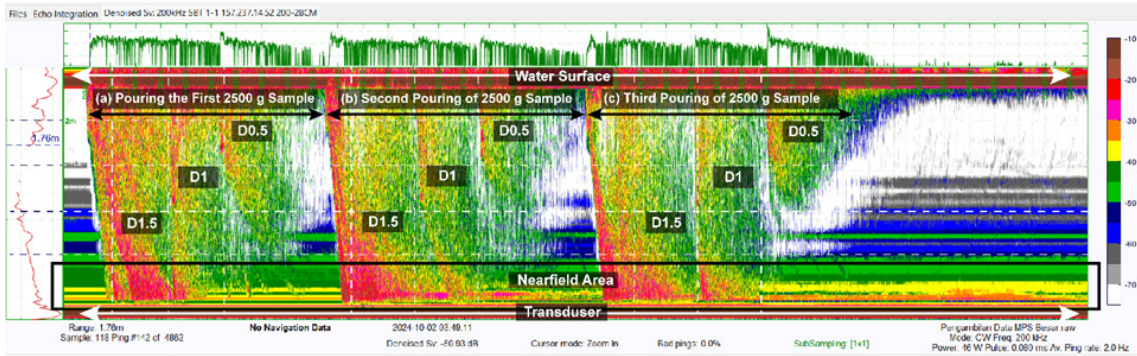 Files Echo Integration Denoised Sv: 200kHz SBT 1-1 157.237.14.52 200-28CM
Water Surface
(a) Pouring the First 2500 g Sample
(b) Second Pouring of 2500 g Sample
(c) Third Pouring of 2500 g Sample
2m
1.76m
D0.5
D0.5
D0.5
D1
D1
D1
D1.5
D1.5
D1.5
Nearfield Area
Transduser
-10
-20
-30
-40
-50
-60
-70
Range: 1.76m No Navigation Data 2024-10-02 03.49.11 Pengambilan Data MPS Besar.raw
Mode: CW Freq: 200 kHz
Sample: 118 Ping #142 of 4862 Denoised Sv: -60.93 dB Cursor mode: Zoom In Bad pings: 0.0% SubSampling: [1x1] Power: 46 W Pulse: 0.089 ms Av. Ping rate: 2.0 Hz